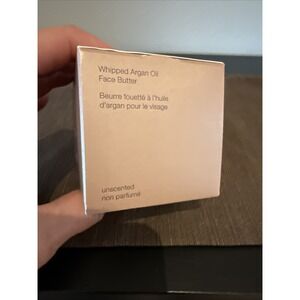 Whipped Argan Oil
Face Butter
Beurre fouetté à l'huile
d'argan pour le visage
unscented
non parfumé